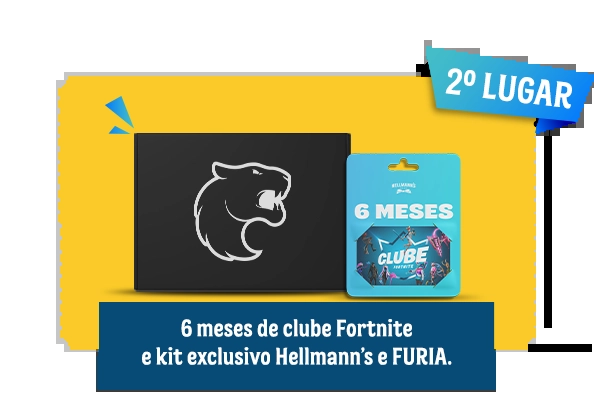 2º LUGAR
HELLMANN'S
6 MESES
CLUBE
FORTNITE
6 meses de clube Fortnite
e kit exclusivo Hellmann's e FURIA.